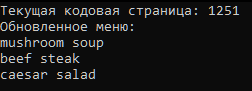 Текущая кодовая страница: 1251
Обновленное меню:
mushroom soup
beef steak
caesar salad